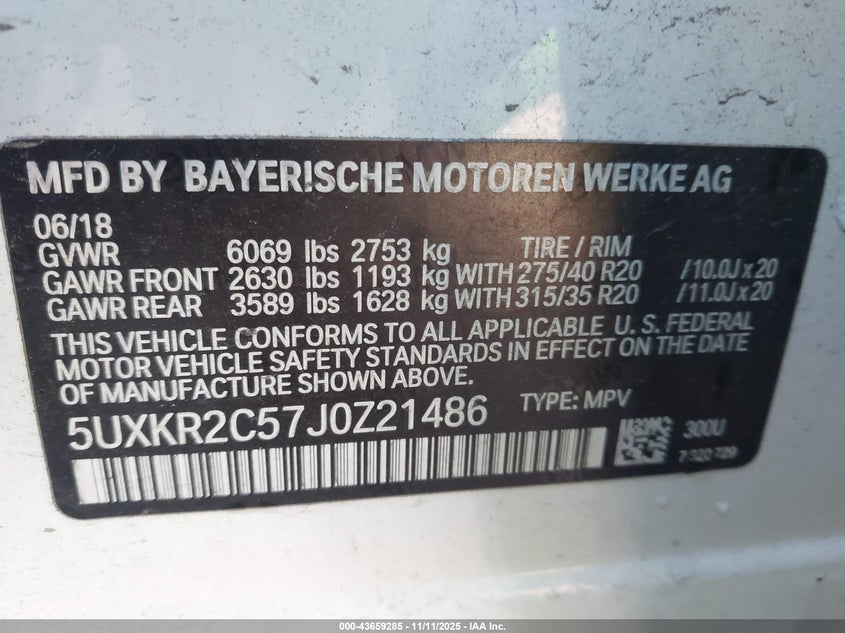 MFD BY BAYERISCHE MOTOREN WERKE AG
06/18
GVWR 6069 lbs 2753 kg TIRE / RIM
GAWR FRONT 2630 lbs 1193 kg WITH 275/40 R20 /10.0J x 20
GAWR REAR 3589 lbs 1628 kg WITH 315/35 R20 /11.0J x 20
THIS VEHICLE CONFORMS TO ALL APPLICABLE U. S. FEDERAL
MOTOR VEHICLE SAFETY STANDARDS IN EFFECT ON THE DATE
OF MANUFACTURE SHOWN ABOVE.
5UXKR2C57J0Z21486 TYPE: MPV
300U
7 320 729
000-43659285 - 11/11/2025 - IAA Inc.